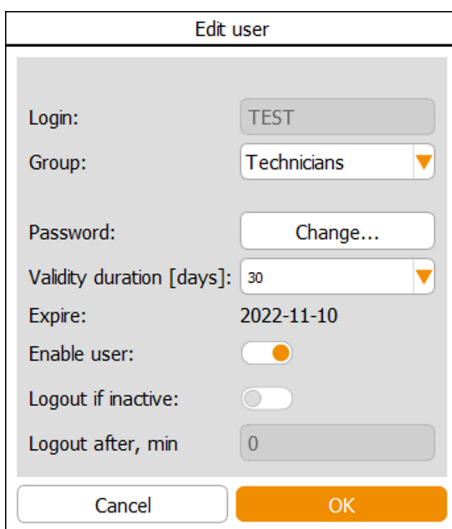 Edit user
Login: TEST
Group: Technicians
Password: Change...
Validity duration [days]: 30
Expire: 2022-11-10
Enable user:
Logout if inactive:
Logout after, min 0
Cancel OK